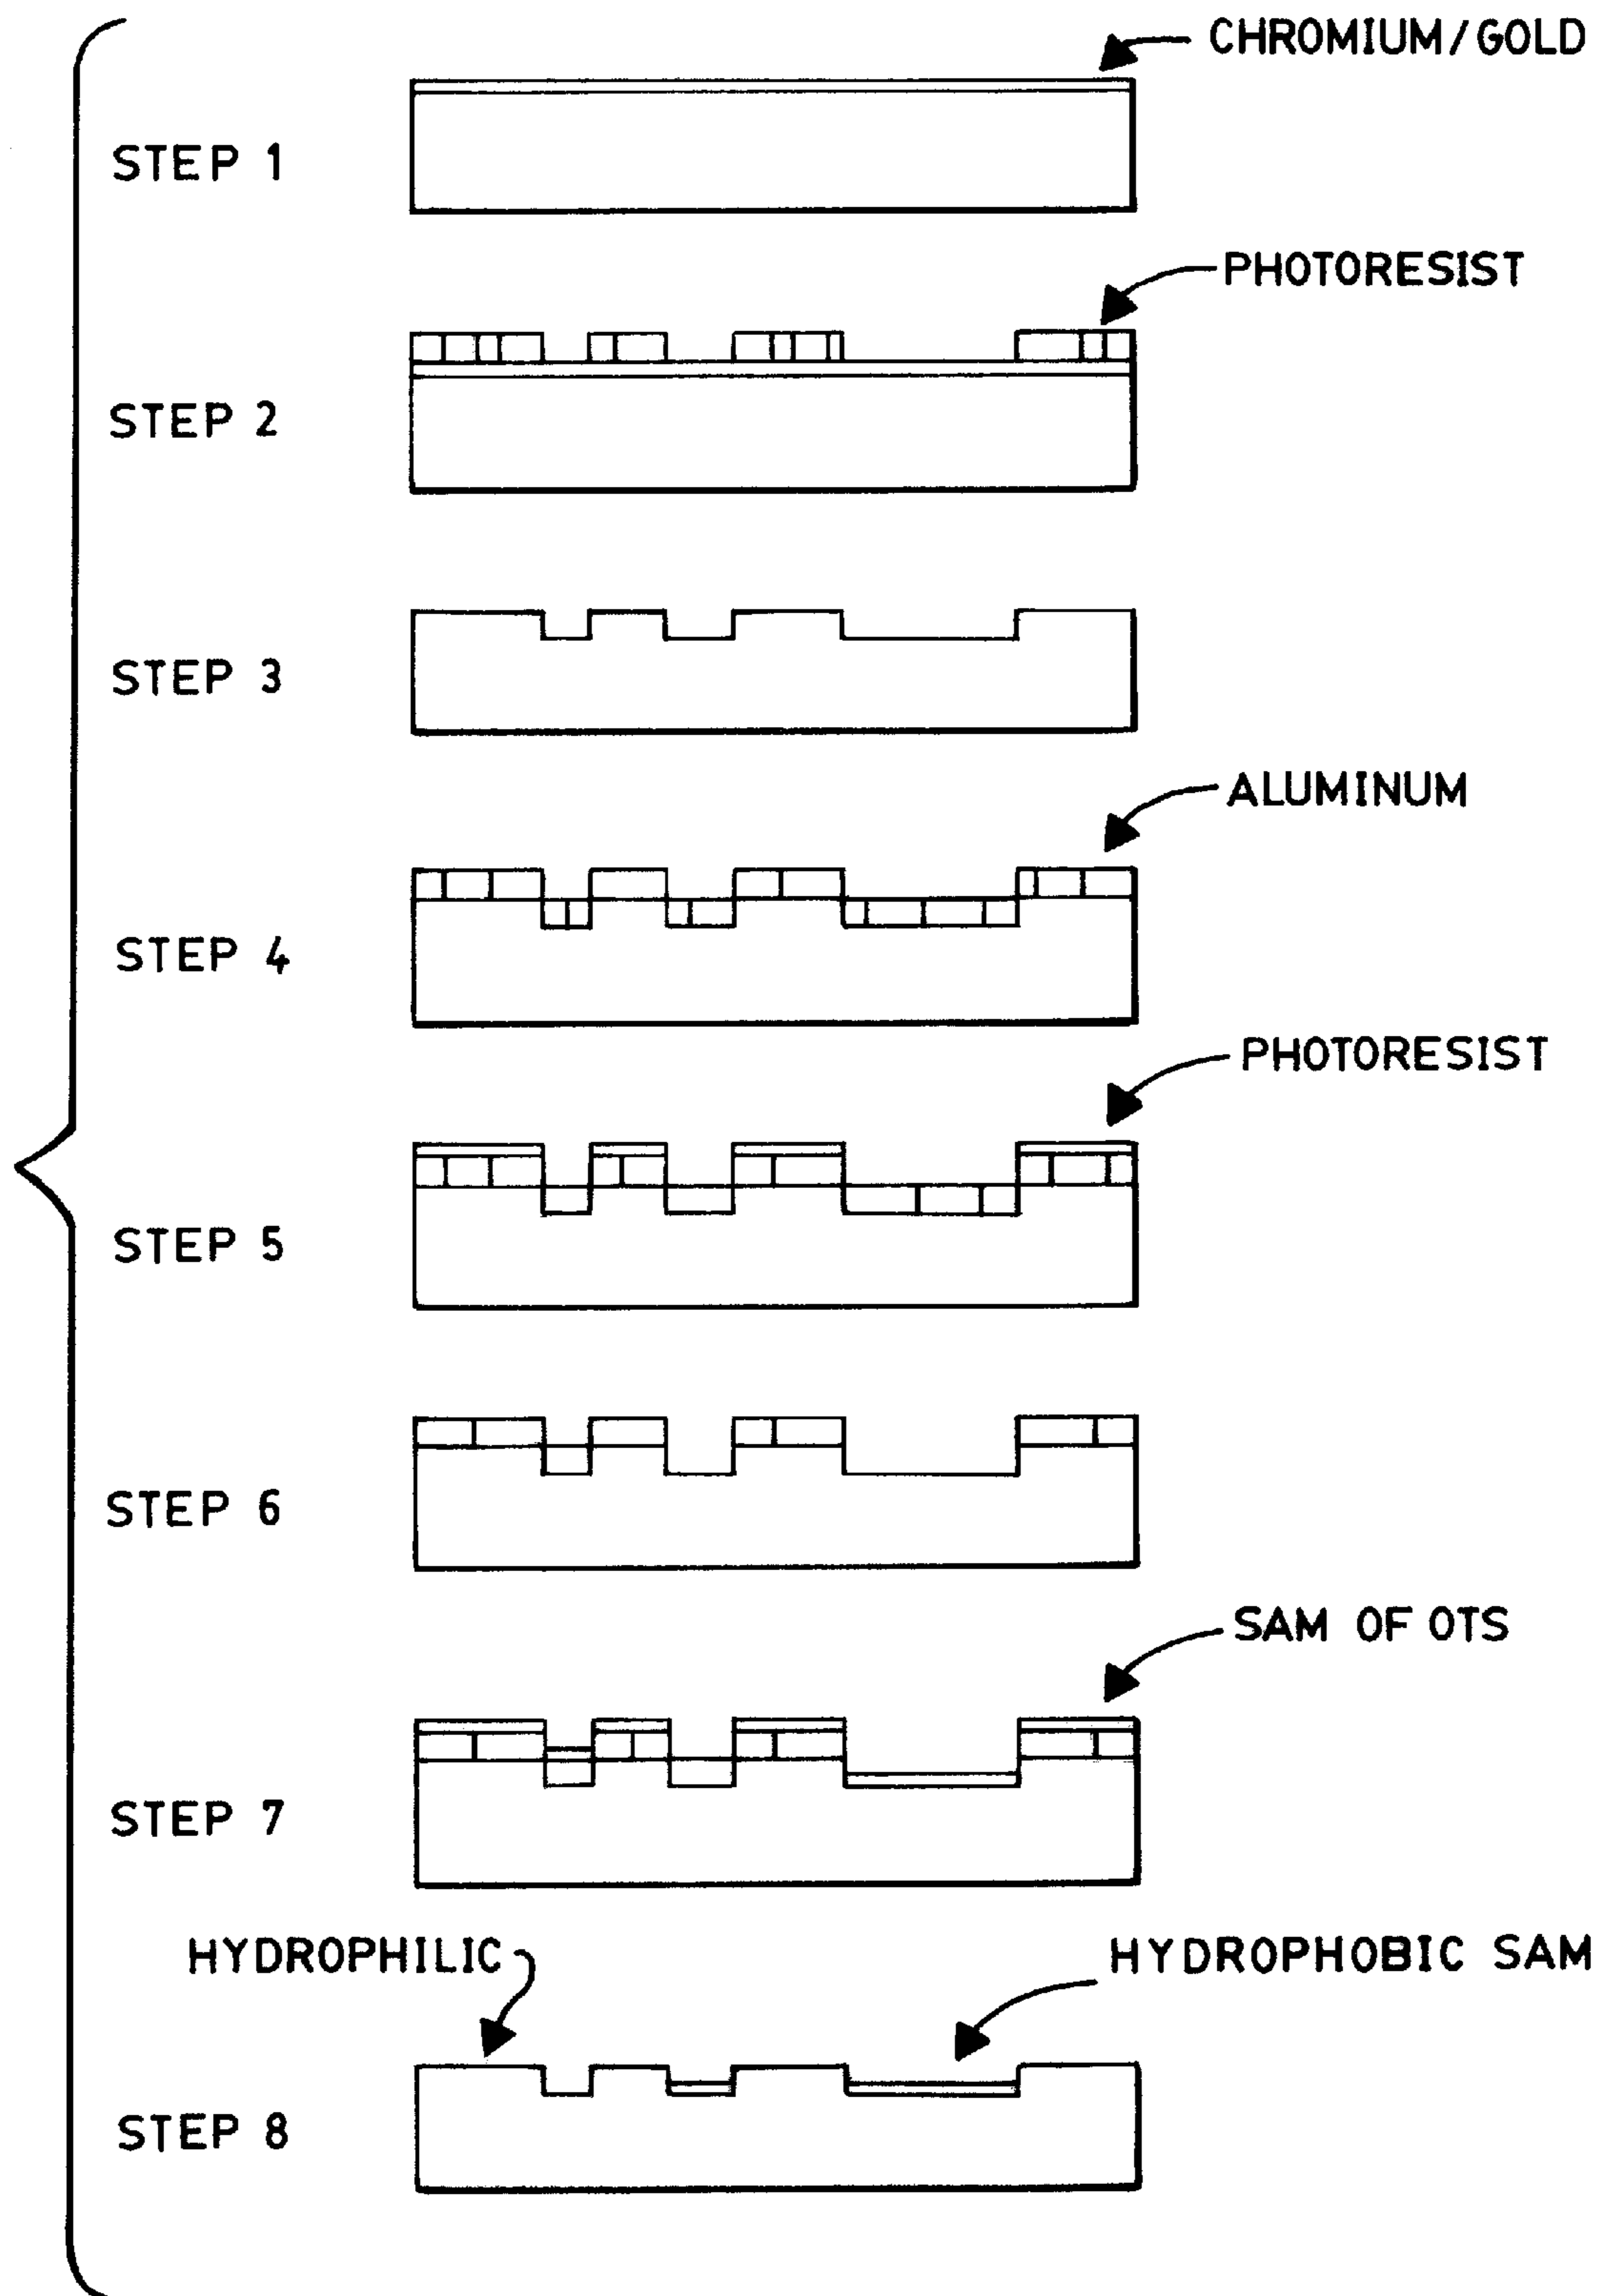 CHROMIUM/GOLD
STEP 1
PHOTORESIST
STEP 2
STEP 3
ALUMINUM
STEP 4
PHOTORESIST
STEP 5
STEP 6
SAM OF OTS
STEP 7
HYDROPHILIC
HYDROPHOBIC SAM
STEP 8